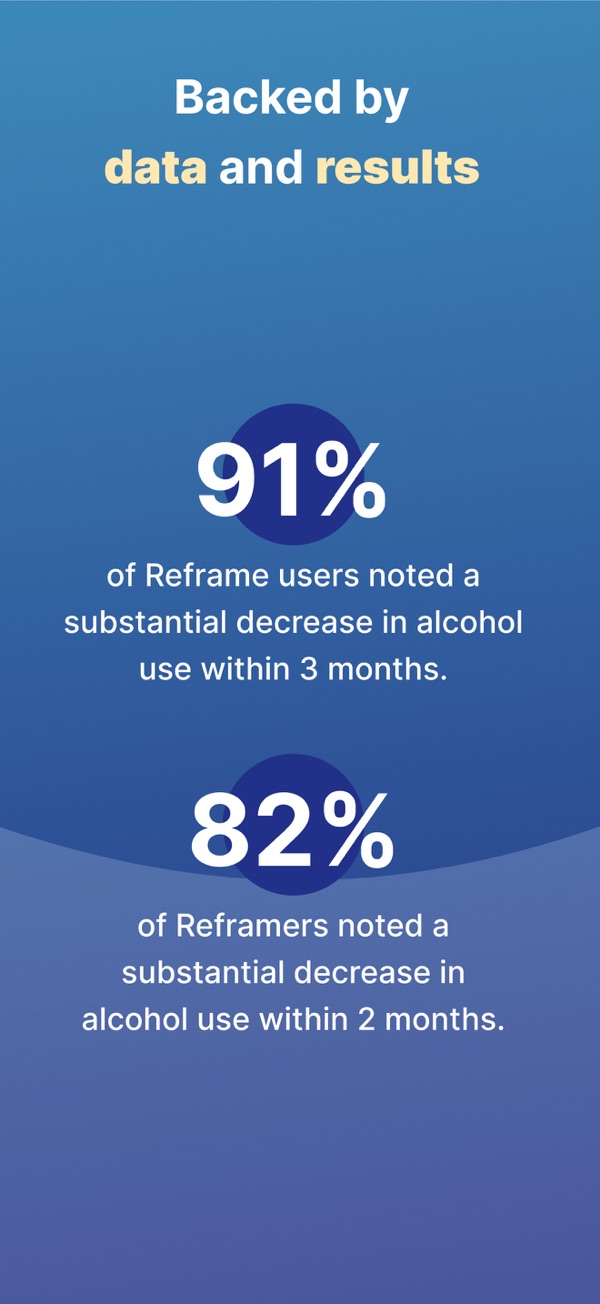 Backed by
data and results
91%
of Reframe users noted a
substantial decrease in alcohol
use within 3 months.
82%
of Reframers noted a
substantial decrease in
alcohol use within 2 months.